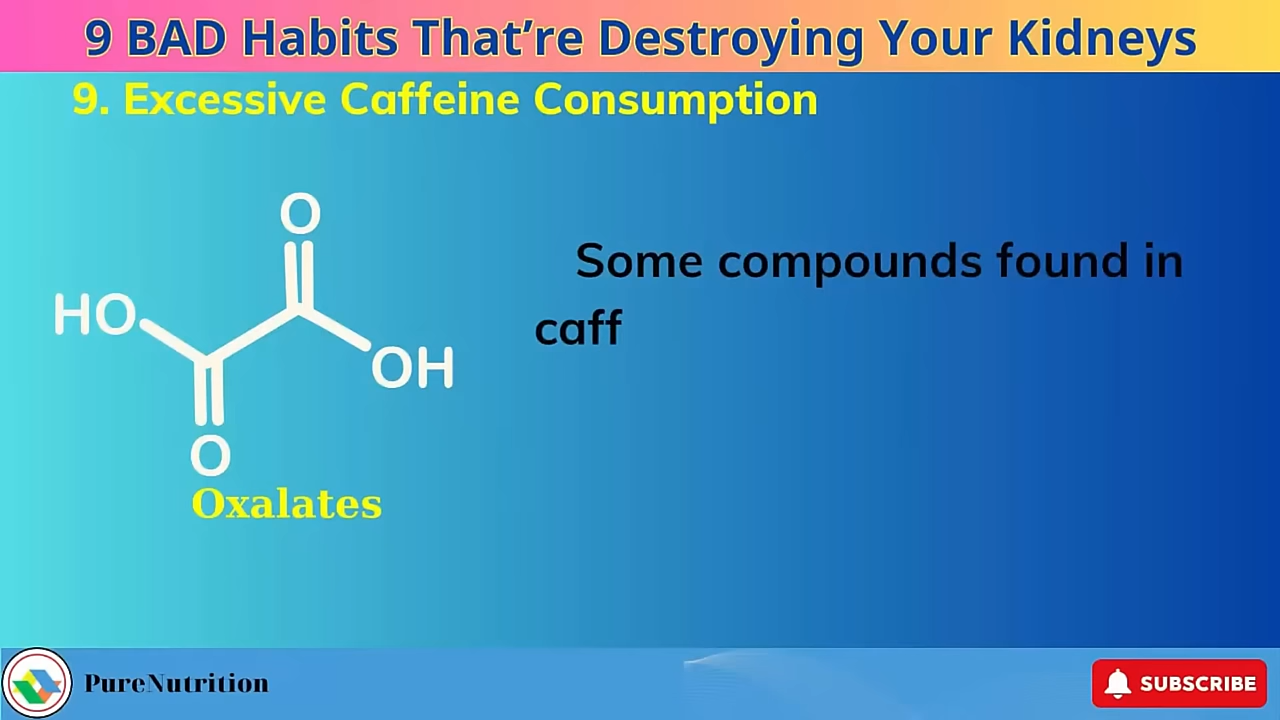 9 BAD Habits That’re Destroying Your Kidneys
9. Excessive Caffeine Consumption
O
HO
OH
O
Oxalates
Some compounds found in
caff
PureNutrition
SUBSCRIBE